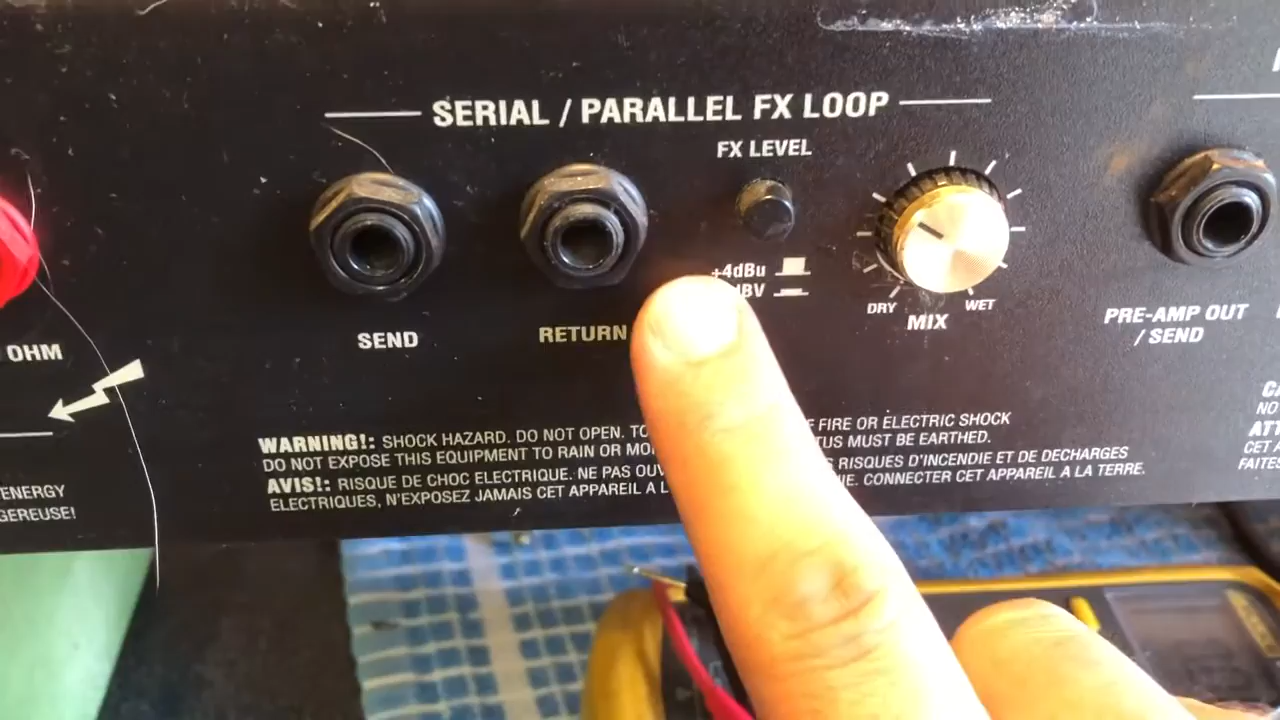 SERIAL / PARALLEL FX LOOP
FX LEVEL
+4dBu
DRY WET
MIX
SEND
RETURN
PRE-AMP OUT
/ SEND
OHM
WARNING!: SHOCK HAZARD. DO NOT OPEN. FIRE OR ELECTRIC SHOCK
DO NOT EXPOSE THIS EQUIPMENT TO RAIN OR MUST BE EARTHED.
AVIS!: RISQUE DE CHOC ELECTRIQUE. NE PAS RISQUES D'INCENDIE ET DE DECHARGES
ELECTRIQUES, N'EXPOSEZ JAMAIS CET APPAREIL A CONNECTER CET APPAREIL A LA TERRE.
ENERGY